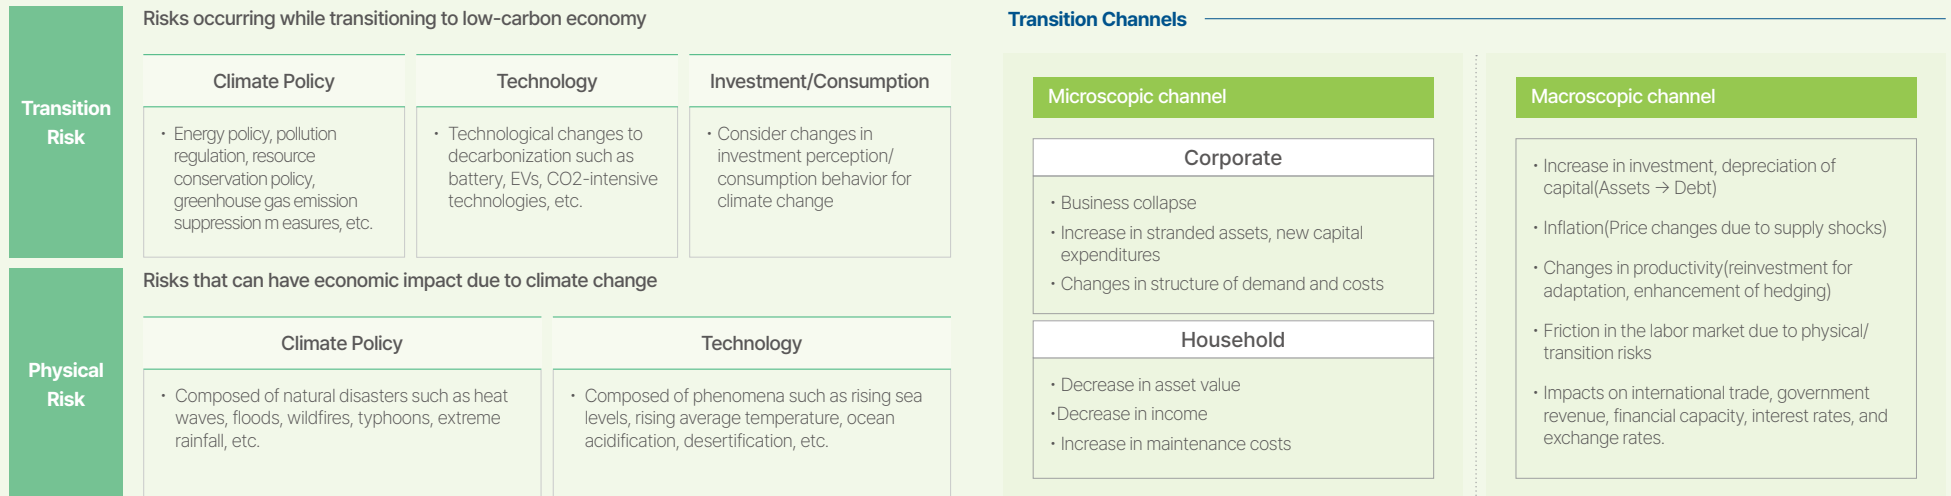 Transition
Risk
Risks occurring while transitioning to low-carbon economy
Climate Policy
・ Energy policy, pollution
regulation, resource
conservation policy,
greenhouse gas emission
suppression m easures, etc.
Technology
・ Technological changes to
decarbonization such as
battery, EVs, CO2-intensive
technologies, etc.
Investment/Consumption
・ Consider changes in
investment perception/
consumption behavior for
climate change
Physical
Risk
Risks that can have economic impact due to climate change
Climate Policy
・ Composed of natural disasters such as heat
waves, floods, wildfires, typhoons, extreme
rainfall, etc.
Technology
・ Composed of phenomena such as rising sea
levels, rising average temperature, ocean
acidification, desertification, etc.
Transition Channels
Microscopic channel
Corporate
・ Business collapse
・ Increase in stranded assets, new capital
expenditures
・ Changes in structure of demand and costs
Household
・ Decrease in asset value
・Decrease in income
・ Increase in maintenance costs
Macroscopic channel
・ Increase in investment, depreciation of
capital(Assets → Debt)
・ Inflation(Price changes due to supply shocks)
・ Changes in productivity(reinvestment for
adaptation, enhancement of hedging)
・ Friction in the labor market due to physical/
transition risks
・ Impacts on international trade, government
revenue, financial capacity, interest rates, and
exchange rates.